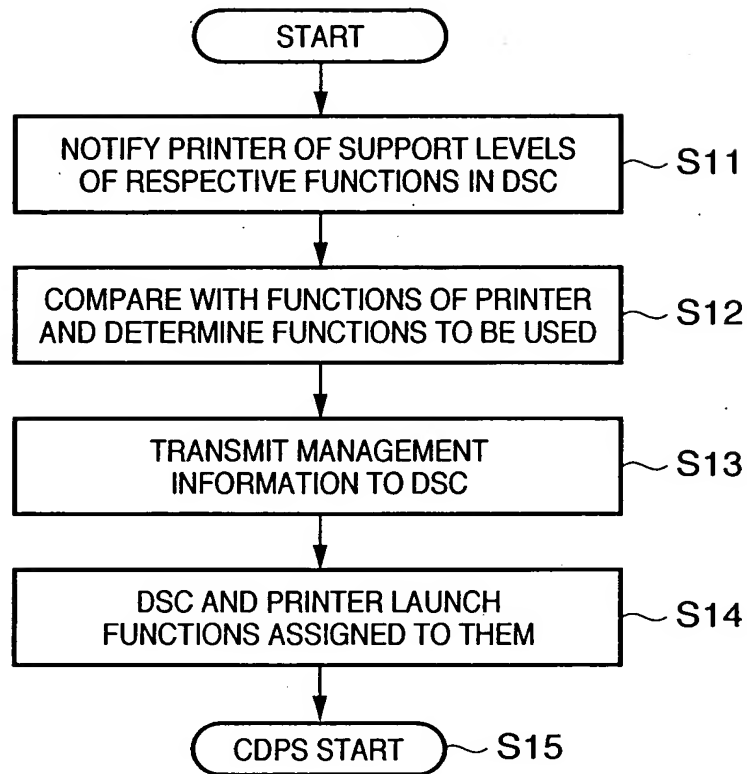 START
NOTIFY PRINTER OF SUPPORT LEVELS
OF RESPECTIVE FUNCTIONS IN DSC
S11
COMPARE WITH FUNCTIONS OF PRINTER
AND DETERMINE FUNCTIONS TO BE USED
S12
TRANSMIT MANAGEMENT
INFORMATION TO DSC
S13
DSC AND PRINTER LAUNCH
FUNCTIONS ASSIGNED TO THEM
S14
CDPS START
S15